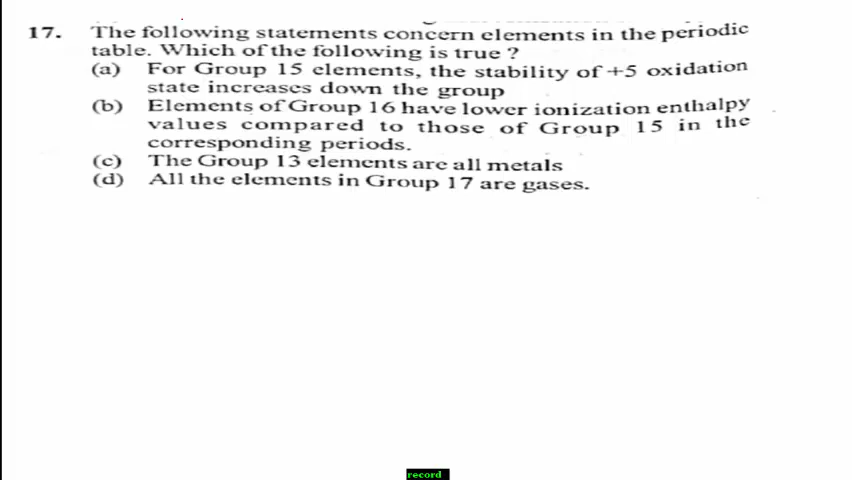 17. The following statements concern elements in the periodic
table. Which of the following is true ?
(a) For Group 15 elements, the stability of +5 oxidation
state increases down the group
(b) Elements of Group 16 have lower ionization enthalpy
values compared to those of Group 15 in the
corresponding periods.
(c) The Group 13 elements are all metals
(d) All the elements in Group 17 are gases.
record